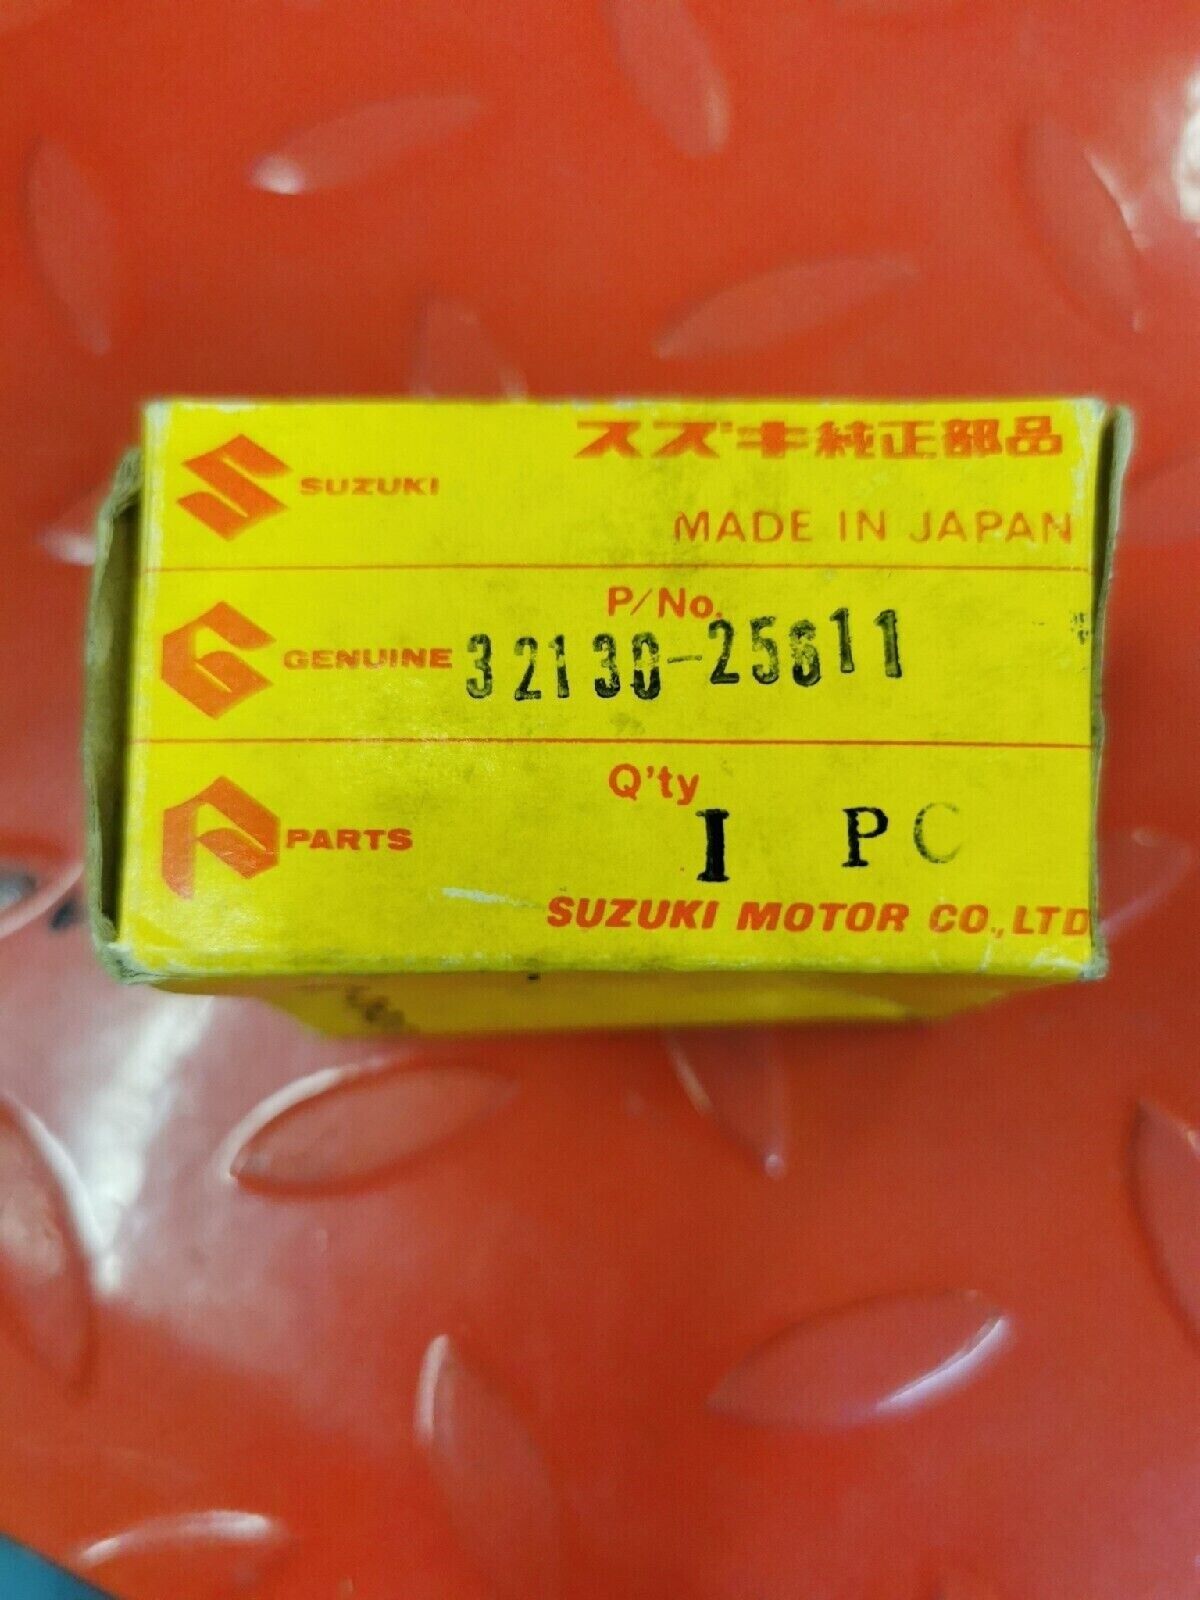 SUZUKI
スズキ純正部品
MADE IN JAPAN
GENUINE
P/No.
32130-25611
PARTS
Q'ty
1 PC
SUZUKI MOTOR CO.,LTD